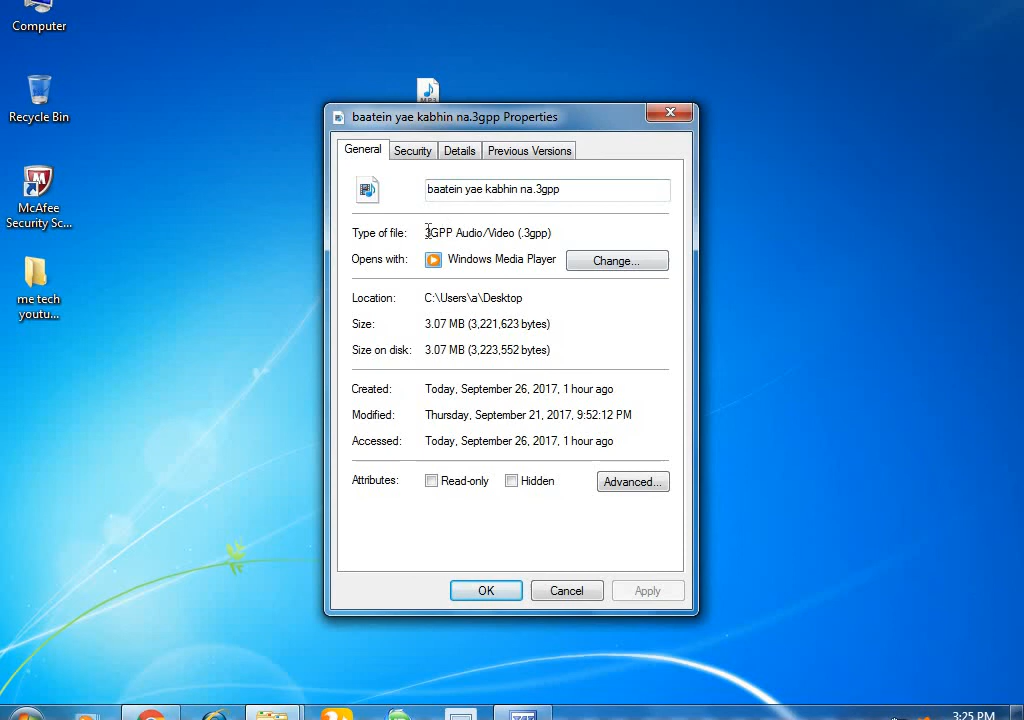 Computer
Recycle Bin
McAfee
Security Sc...
me tech
youtu...
MP3
baatein yae kabhin na.3gpp Properties
General Security Details Previous Versions
baatein yae kabhin na.3gpp
Type of file: 3GPP Audio/Video (.3gpp)
Opens with: Windows Media Player Change...
Location: C:\Users\a\Desktop
Size: 3.07 MB (3,221,623 bytes)
Size on disk: 3.07 MB (3,223,552 bytes)
Created: Today, September 26, 2017, 1 hour ago
Modified: Thursday, September 21, 2017, 9:52:12 PM
Accessed: Today, September 26, 2017, 1 hour ago
Attributes: Read-only Hidden Advanced...
OK Cancel Apply
3:25 PM